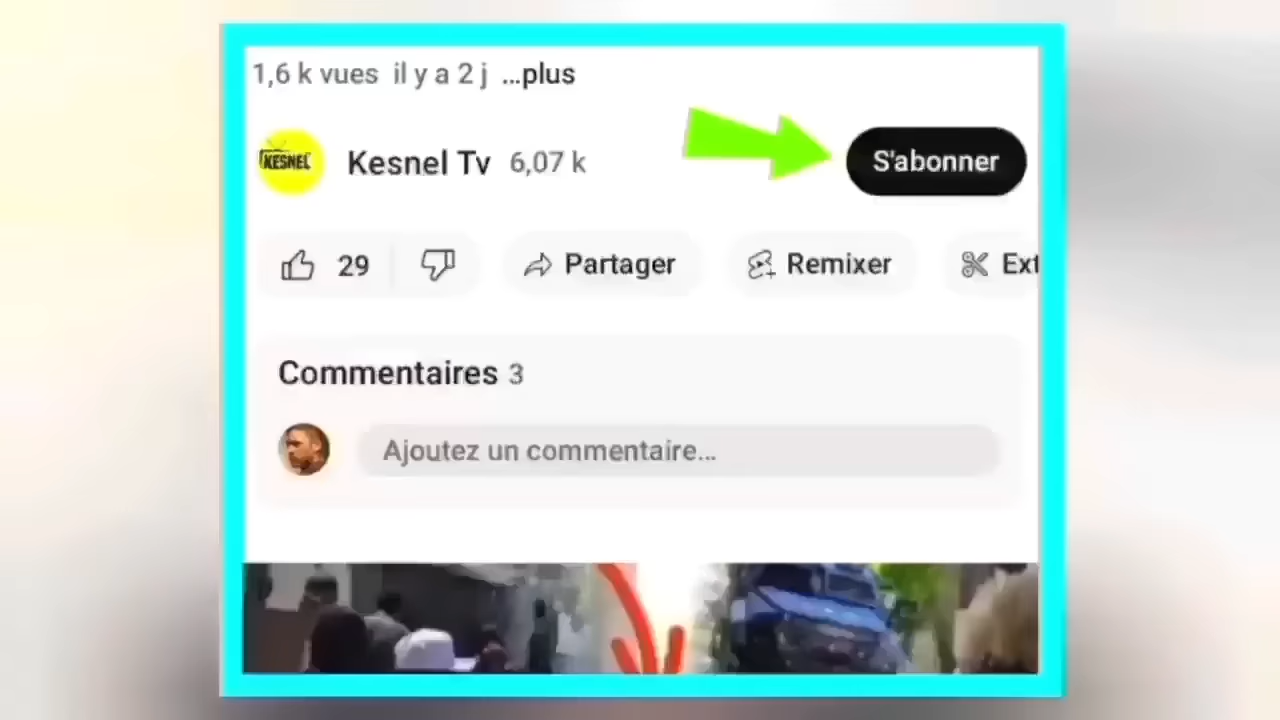 1,6 k vues il y a 2 j ...plus
KESNEL
Kesnel Tv 6,07 k
S'abonner
29
Partager
Remixer
Ext
Commentaires 3
Ajoutez un commentaire...